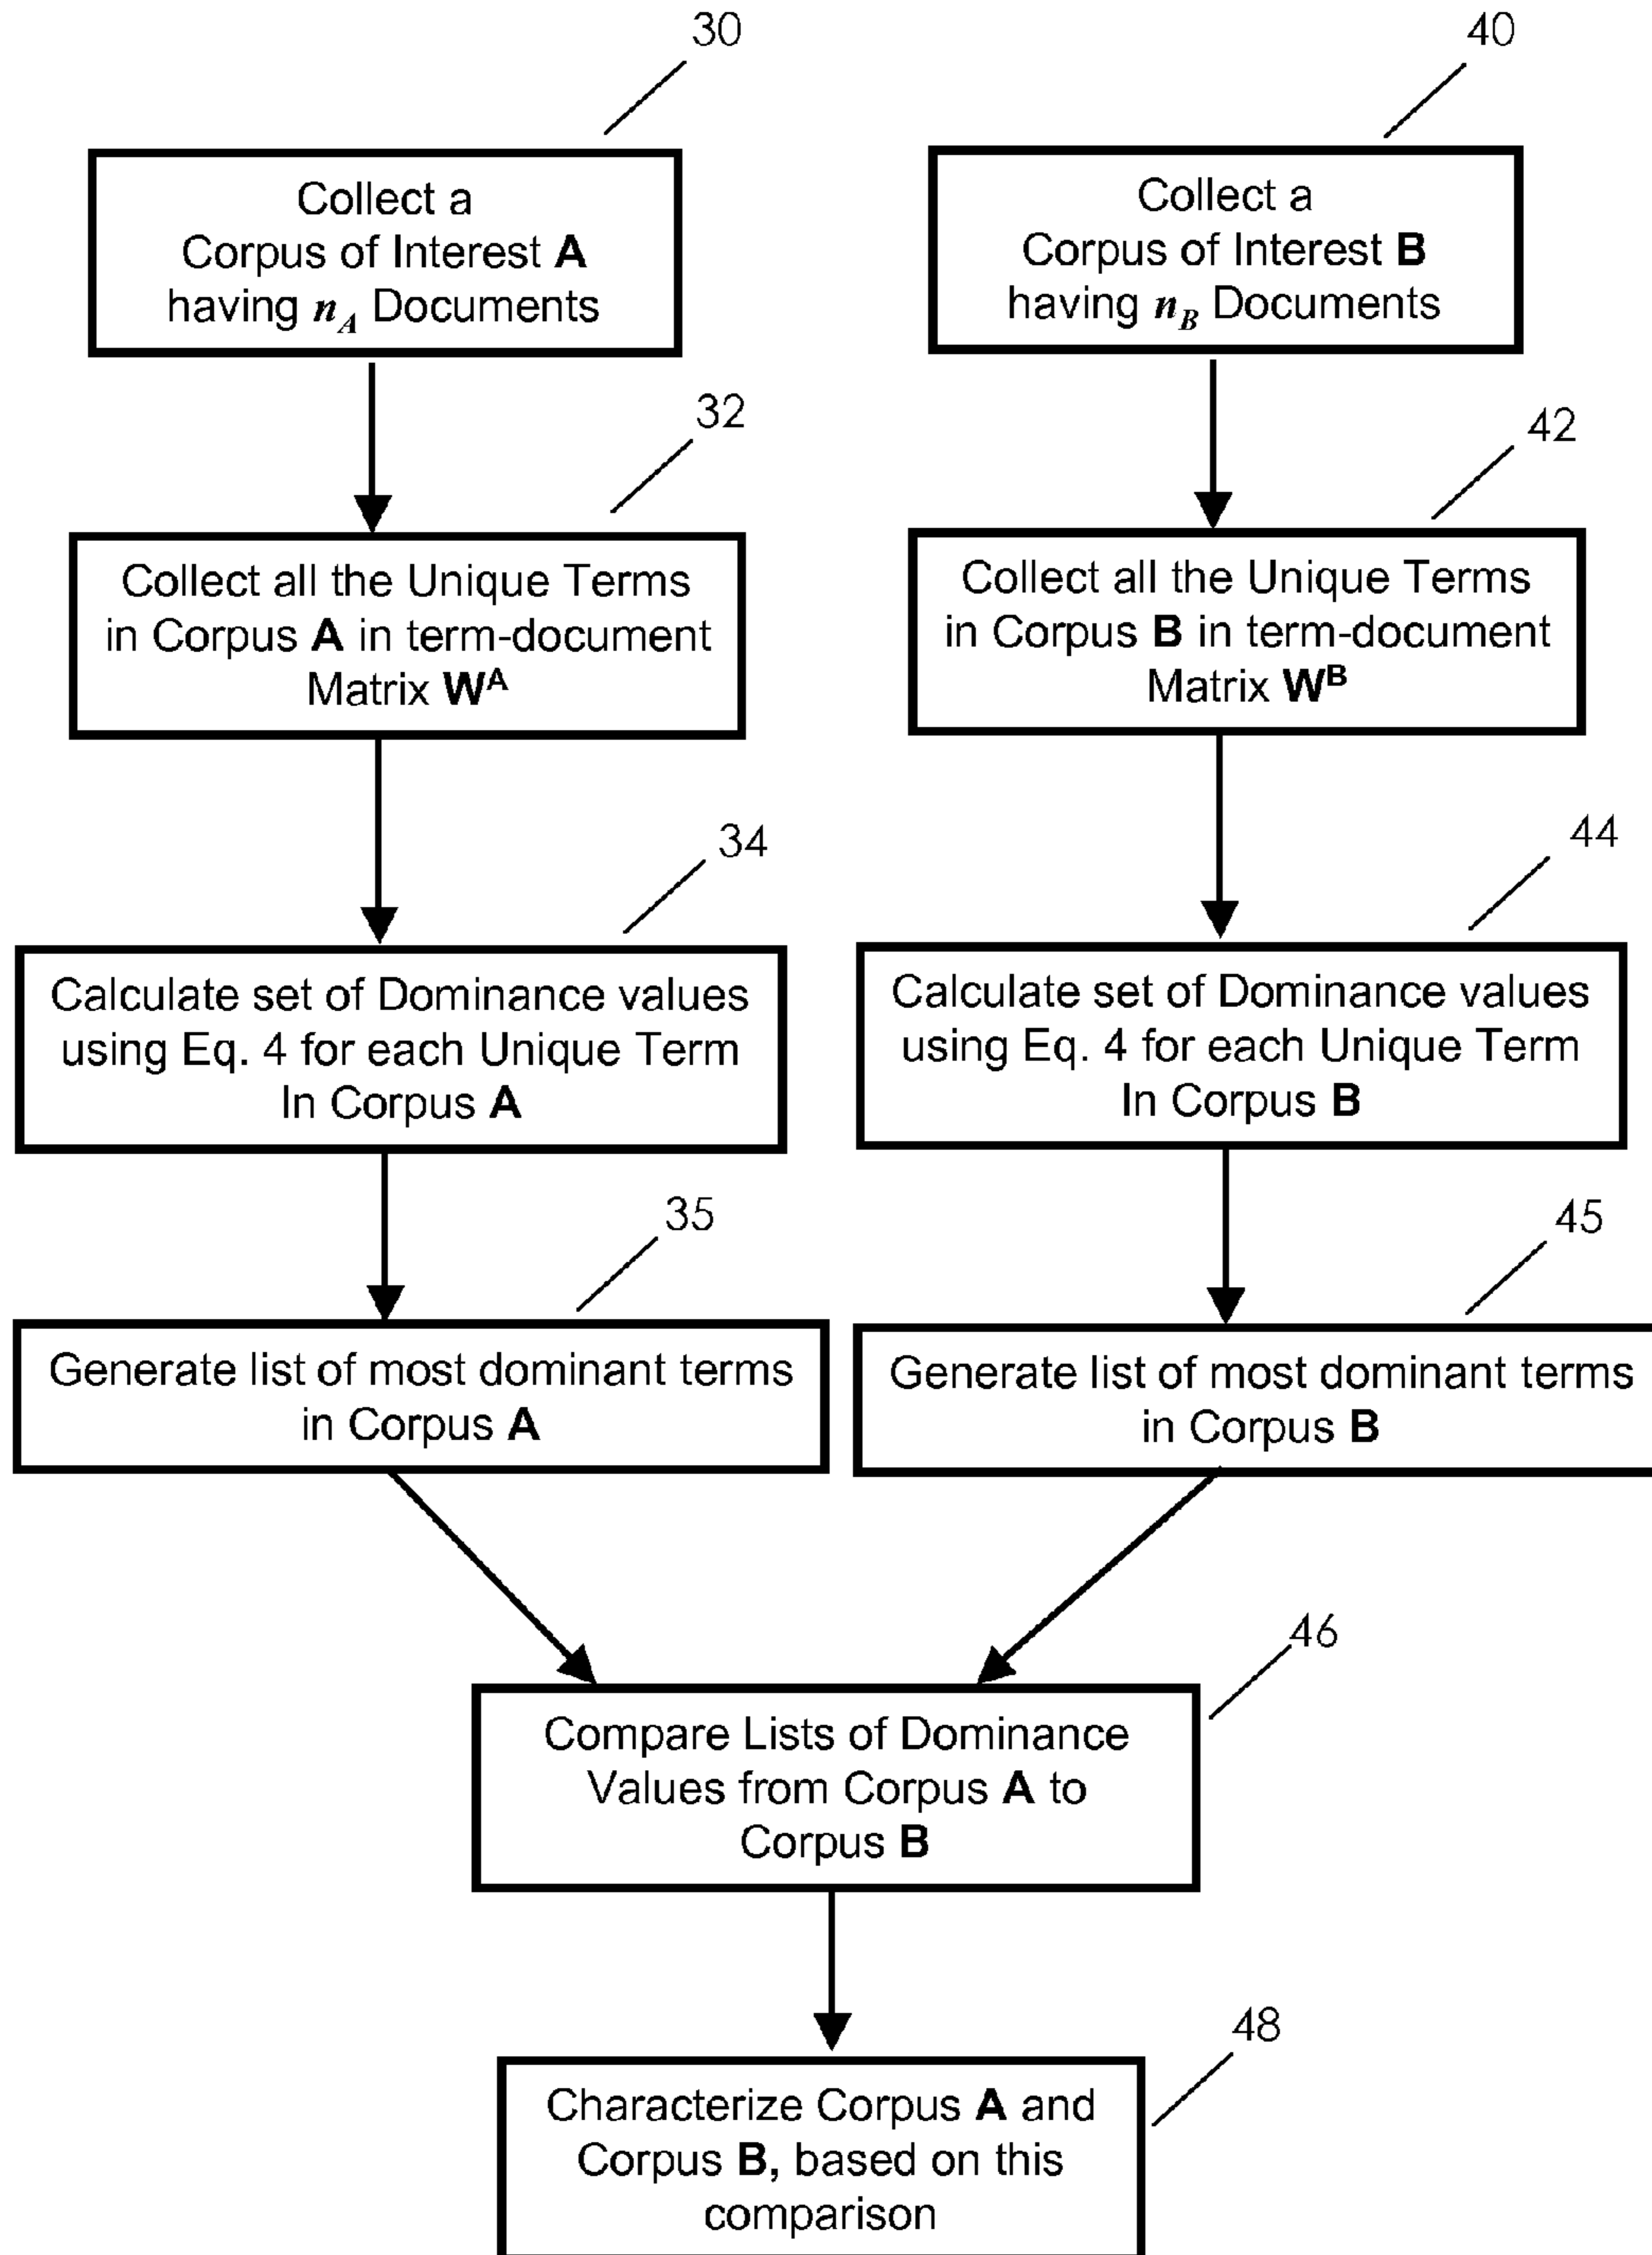 30
Collect a
Corpus of Interest A
having nA Documents
32
Collect all the Unique Terms
in Corpus A in term-document
Matrix WA
34
Calculate set of Dominance values
using Eq. 4 for each Unique Term
In Corpus A
35
Generate list of most dominant terms
in Corpus A
40
Collect a
Corpus of Interest B
having nB Documents
42
Collect all the Unique Terms
in Corpus B in term-document
Matrix WB
44
Calculate set of Dominance values
using Eq. 4 for each Unique Term
In Corpus B
45
Generate list of most dominant terms
in Corpus B
46
Compare Lists of Dominance
Values from Corpus A to
Corpus B
48
Characterize Corpus A and
Corpus B, based on this
comparison